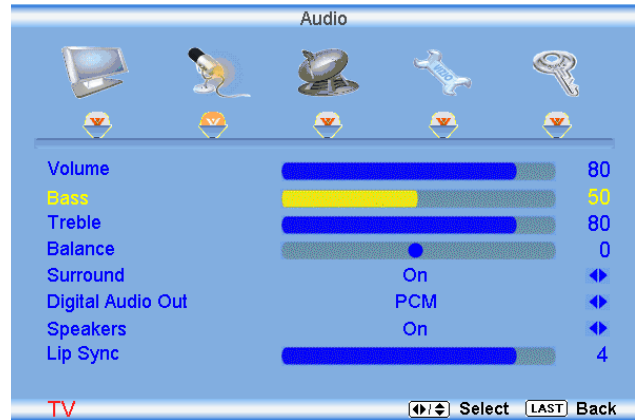 Audio
Volume 80
Bass 50
Treble 80
Balance 0
Surround On
Digital Audio Out PCM
Speakers On
Lip Sync 4
TV Select LAST Back